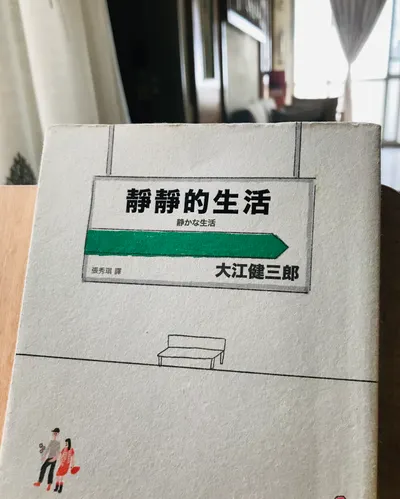 靜靜的生活
静かな生活
張秀琪 譯
大江健三郎